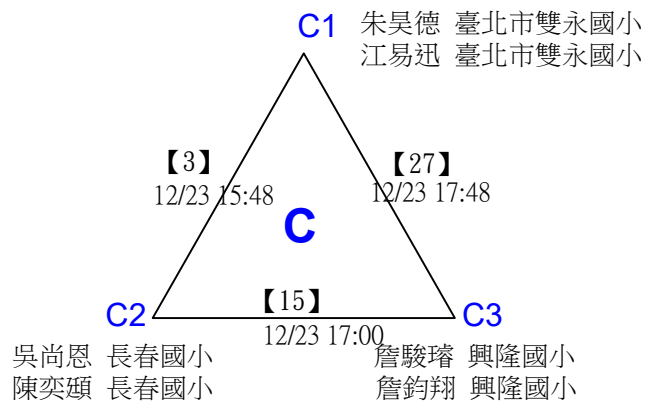 C1
朱昊德 臺北市雙永國小
江易迅 臺北市雙永國小
【3】
12/23 15:48
【27】
12/23 17:48
C
【15】
12/23 17:00
C2
吳尚恩 長春國小
陳奕頲 長春國小
C3
詹駿璿 興隆國小
詹鈞翔 興隆國小